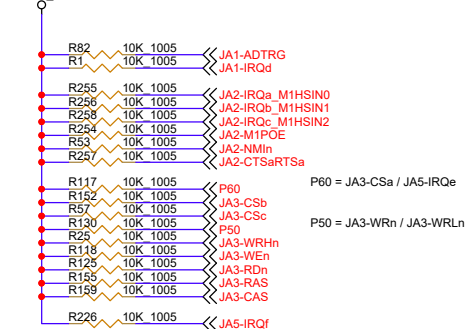 R82 10K_1005 JA1-ADTRG
R1 10K_1005 JA1-IRQd
R255 10K_1005 JA2-IRQa_M1HSIN0
R256 10K_1005 JA2-IRQb_M1HSIN1
R258 10K_1005 JA2-IRQc_M1HSIN2
R254 10K_1005 JA2-M1POE
R53 10K_1005 JA2-NMIn
R257 10K_1005 JA2-CTSaRTSa
R117 10K_1005 P60 P60 = JA3-CSa / JA5-IRQe
R152 10K_1005 JA3-CSb
R57 10K_1005 JA3-CSc
R130 10K_1005 P50 P50 = JA3-WRn / JA3-WRLn
R25 10K_1005 JA3-WRHn
R118 10K_1005 JA3-WEn
R125 10K_1005 JA3-RDn
R155 10K_1005 JA3-RAS
R159 10K_1005 JA3-CAS
R226 10K_1005 JA5-IRQf